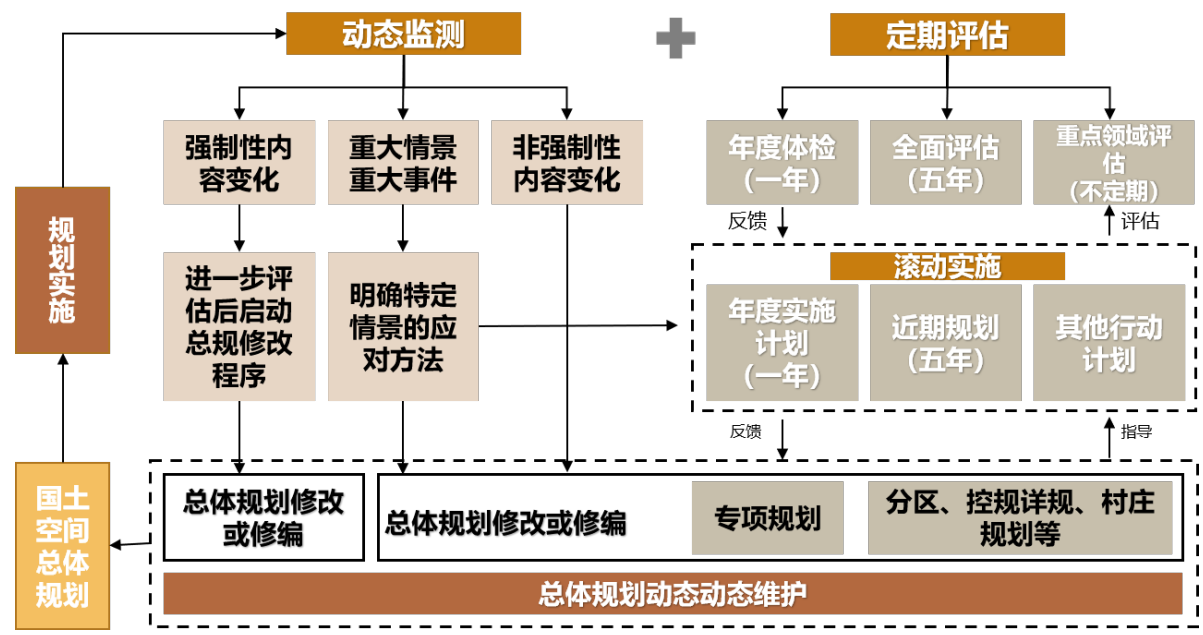 动态监测
定期评估
强制性内
容变化
重大情景
重大事件
非强制性
内容变化
年度体检
（一年）
全面评估
（五年）
重点领域评
估
（不定期）
反馈
评估
规
划
实
施
进一步评
估后启动
总规修改
程序
明确特定
情景的应
对方法
滚动实施
年度实施
计划
（一年）
近期规划
（五年）
其他行动
计划
反馈
指导
国土
空间
总体
规划
总体规划修改
或修编
总体规划修改或修编
专项规划
分区、控规详规、村庄
规划等
总体规划动态动态维护